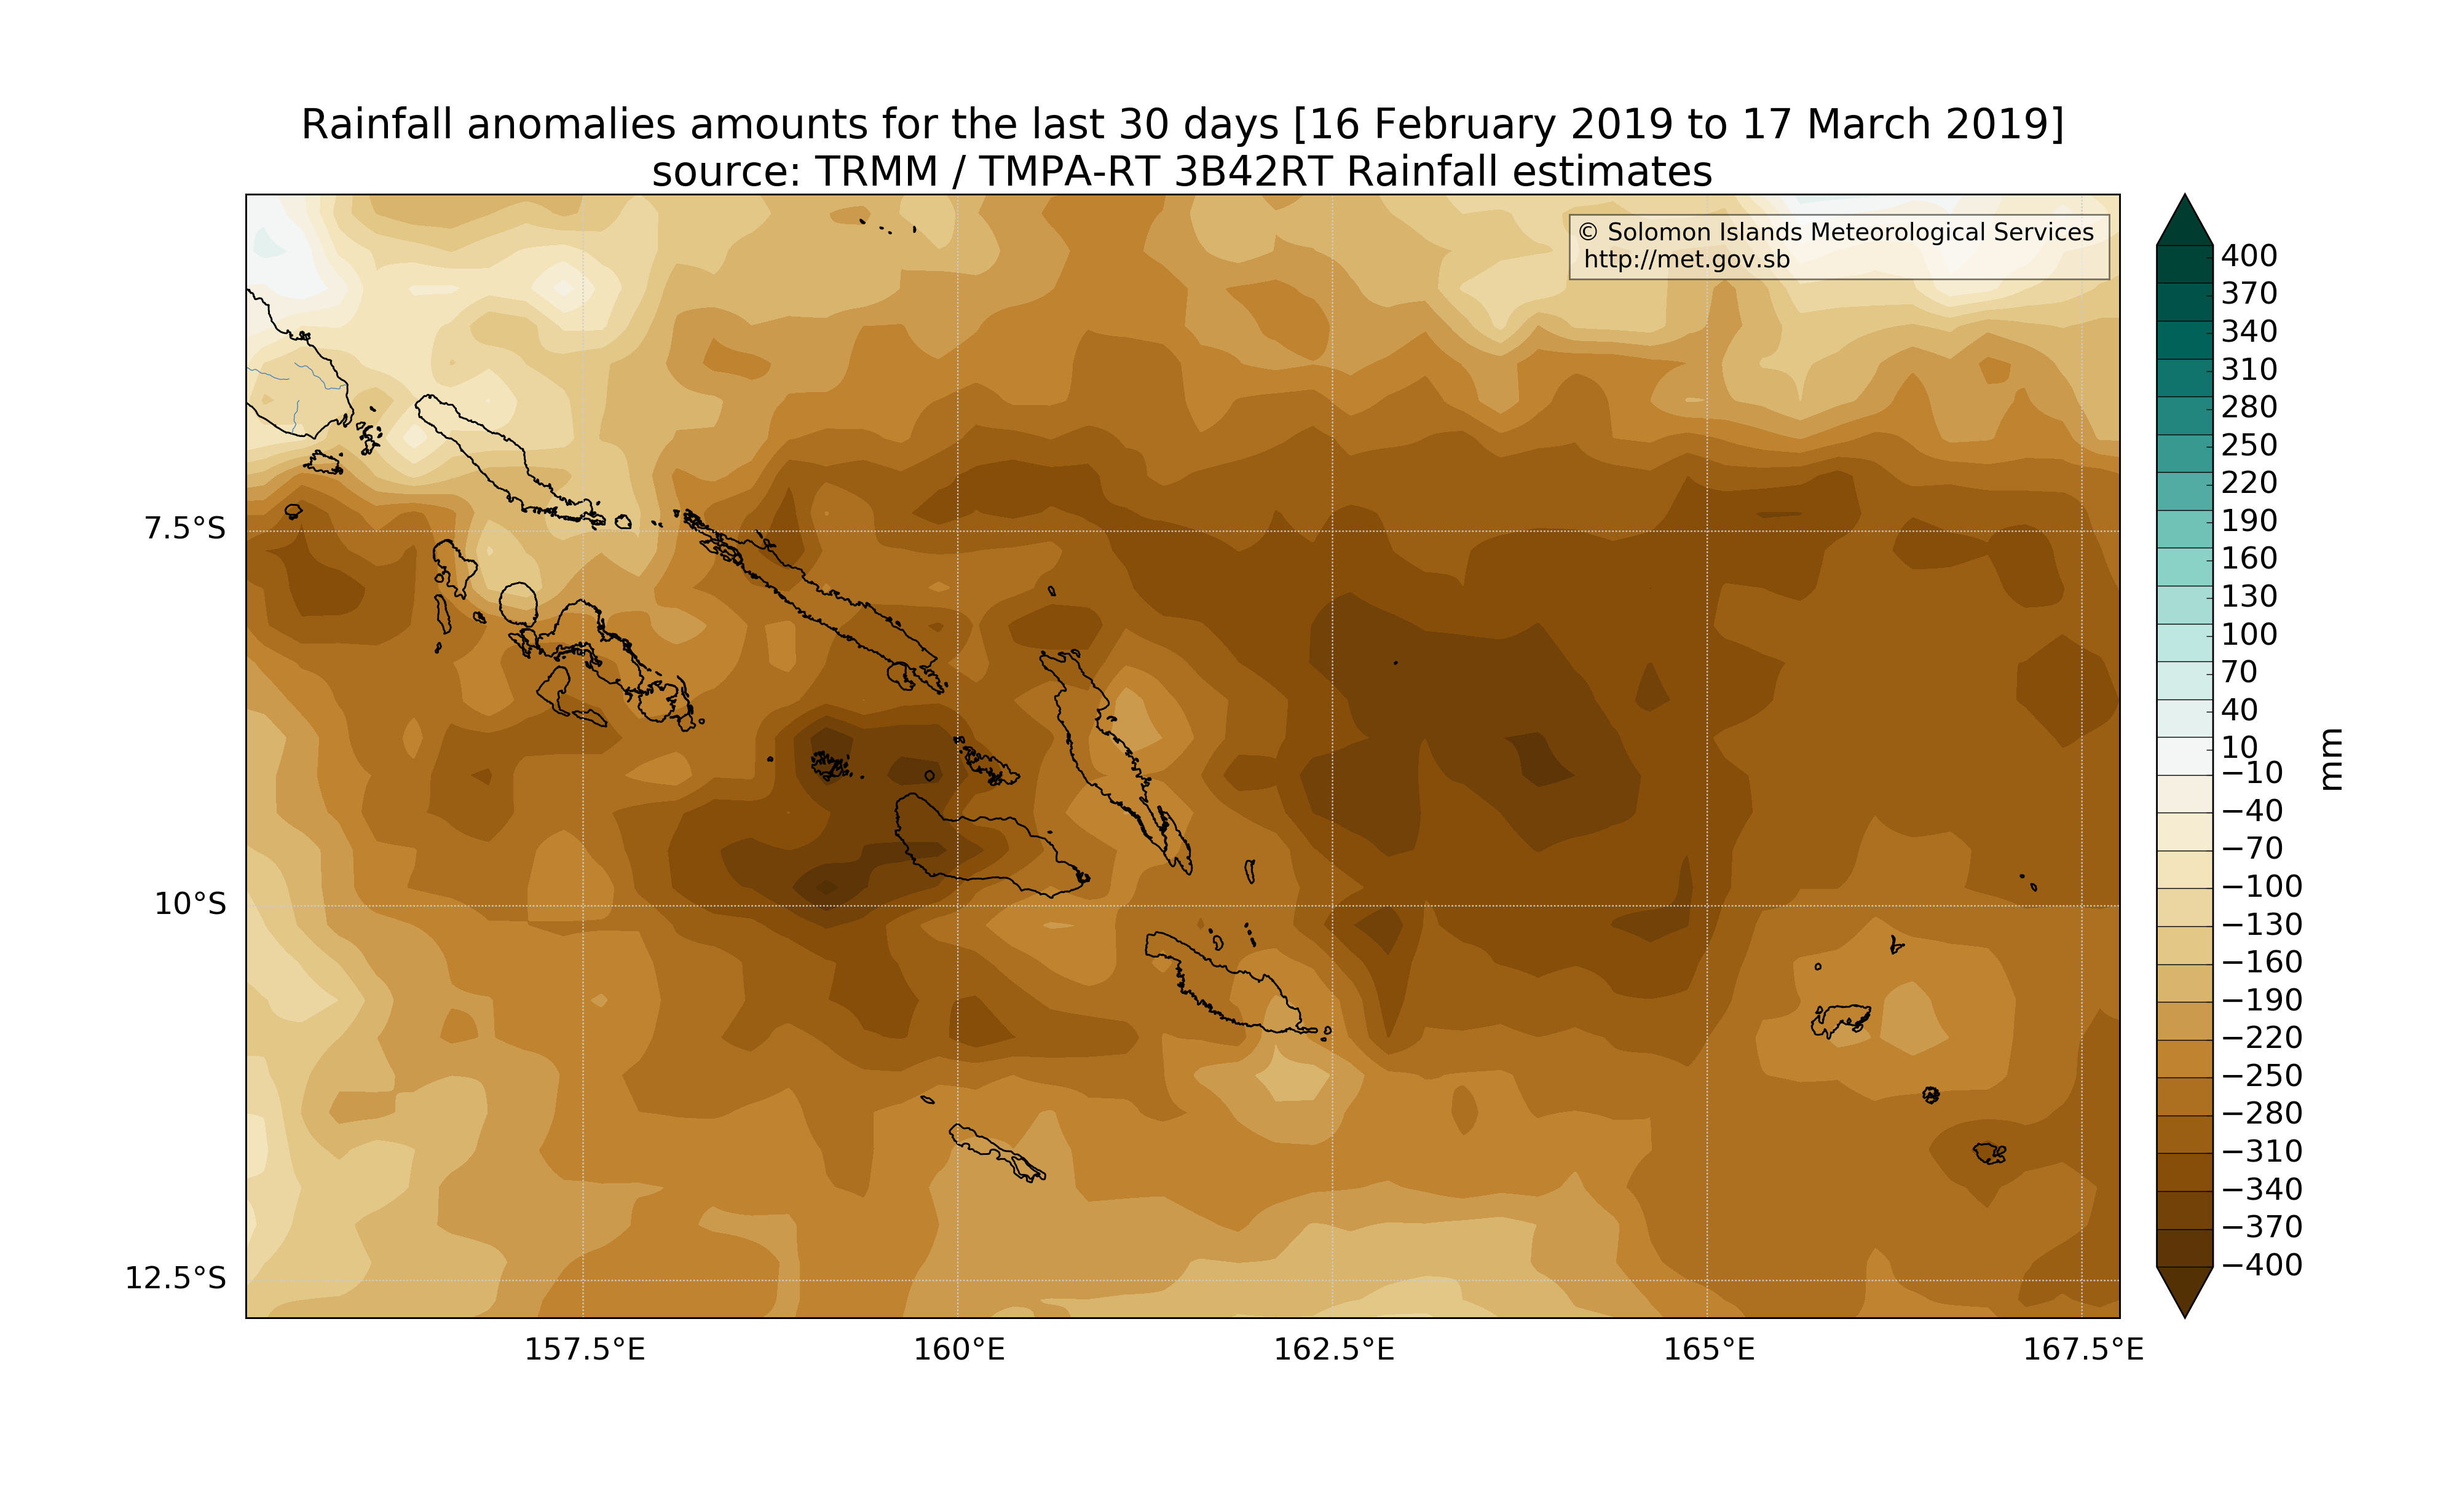 Rainfall anomalies amounts for the last 30 days [16 February 2019 to 17 March 2019]
source: TRMM / TMPA-RT 3B42RT Rainfall estimates
© Solomon Islands Meteorological Services
http://met.gov.sb
7.5°S
10°S
12.5°S
157.5°E
160°E
162.5°E
165°E
167.5°E
400
370
340
310
280
250
220
190
160
130
100
70
40
10
−10
−40
−70
−100
−130
−160
−190
−220
−250
−280
−310
−340
−370
−400
mm